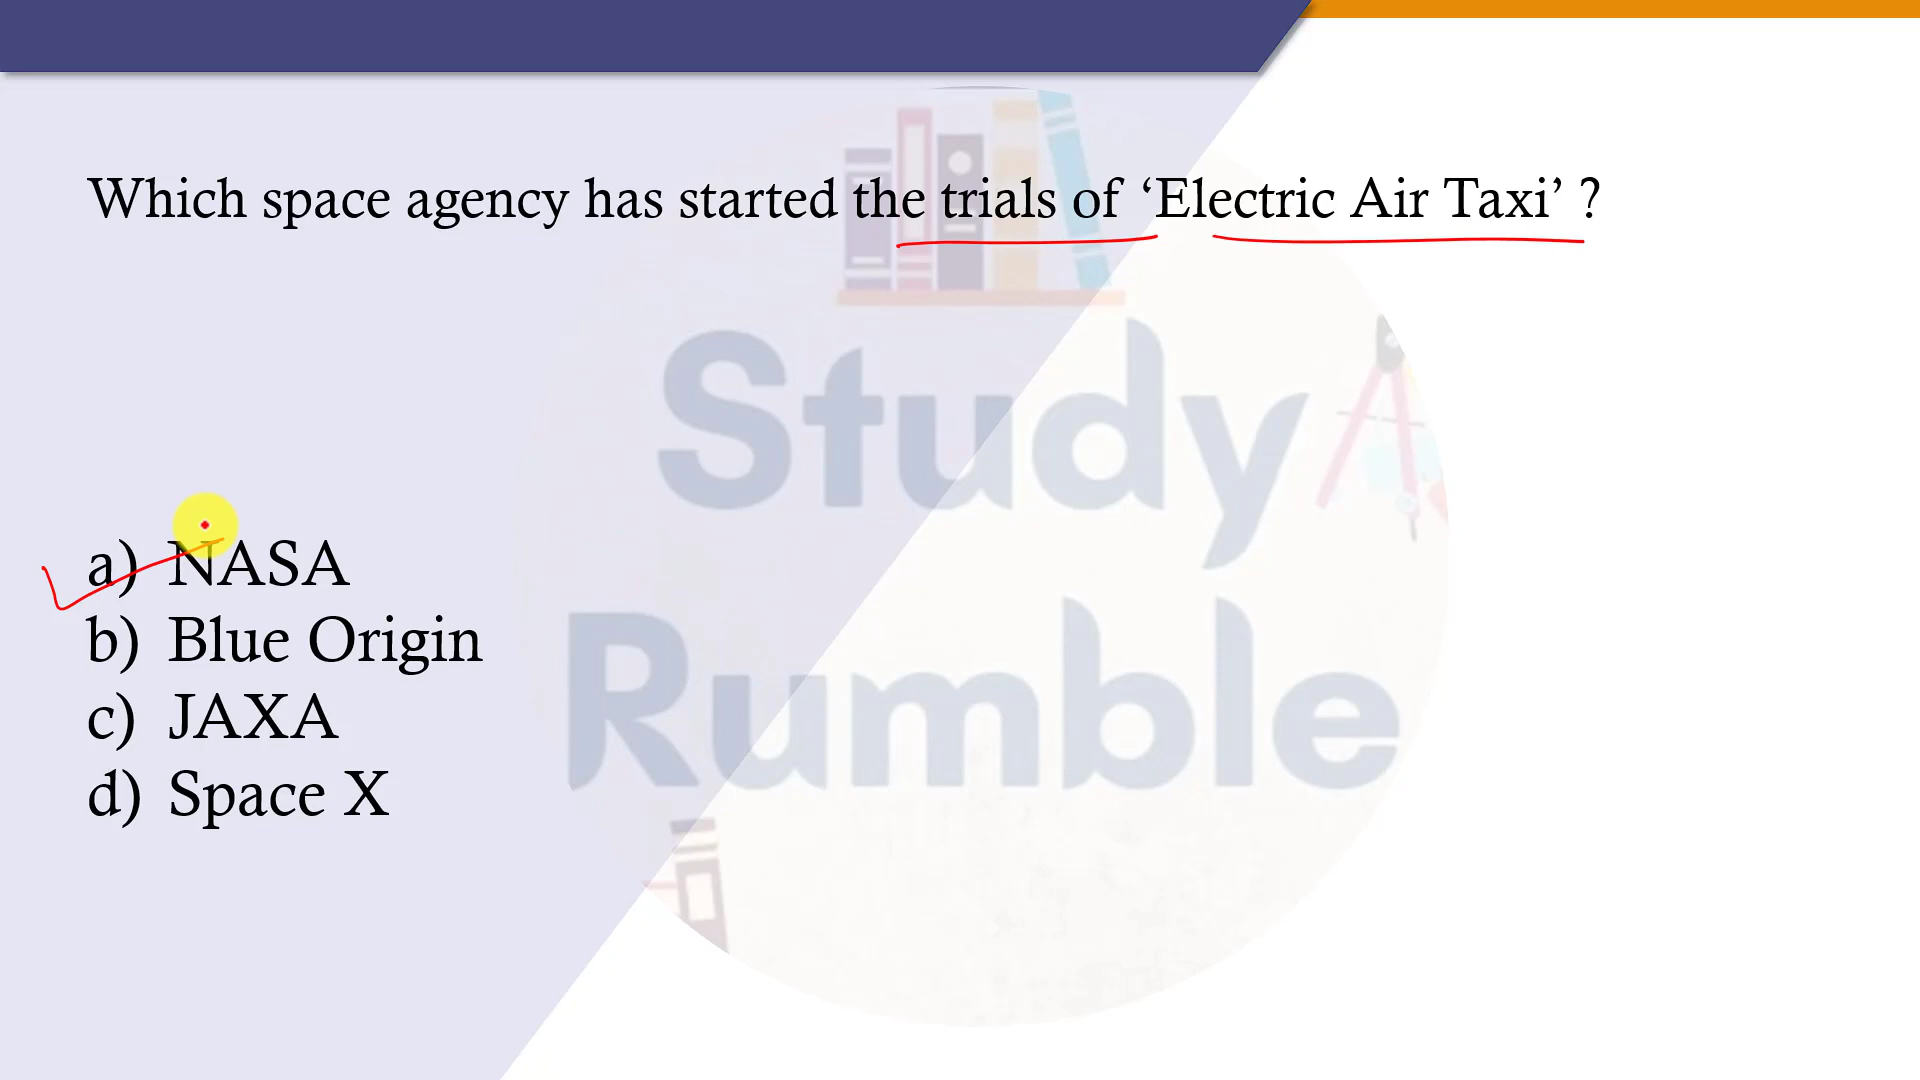 Which space agency has started the trials of ‘Electric Air Taxi’ ?
Study
Rumble
a) NASA
b) Blue Origin
c) JAXA
d) Space X